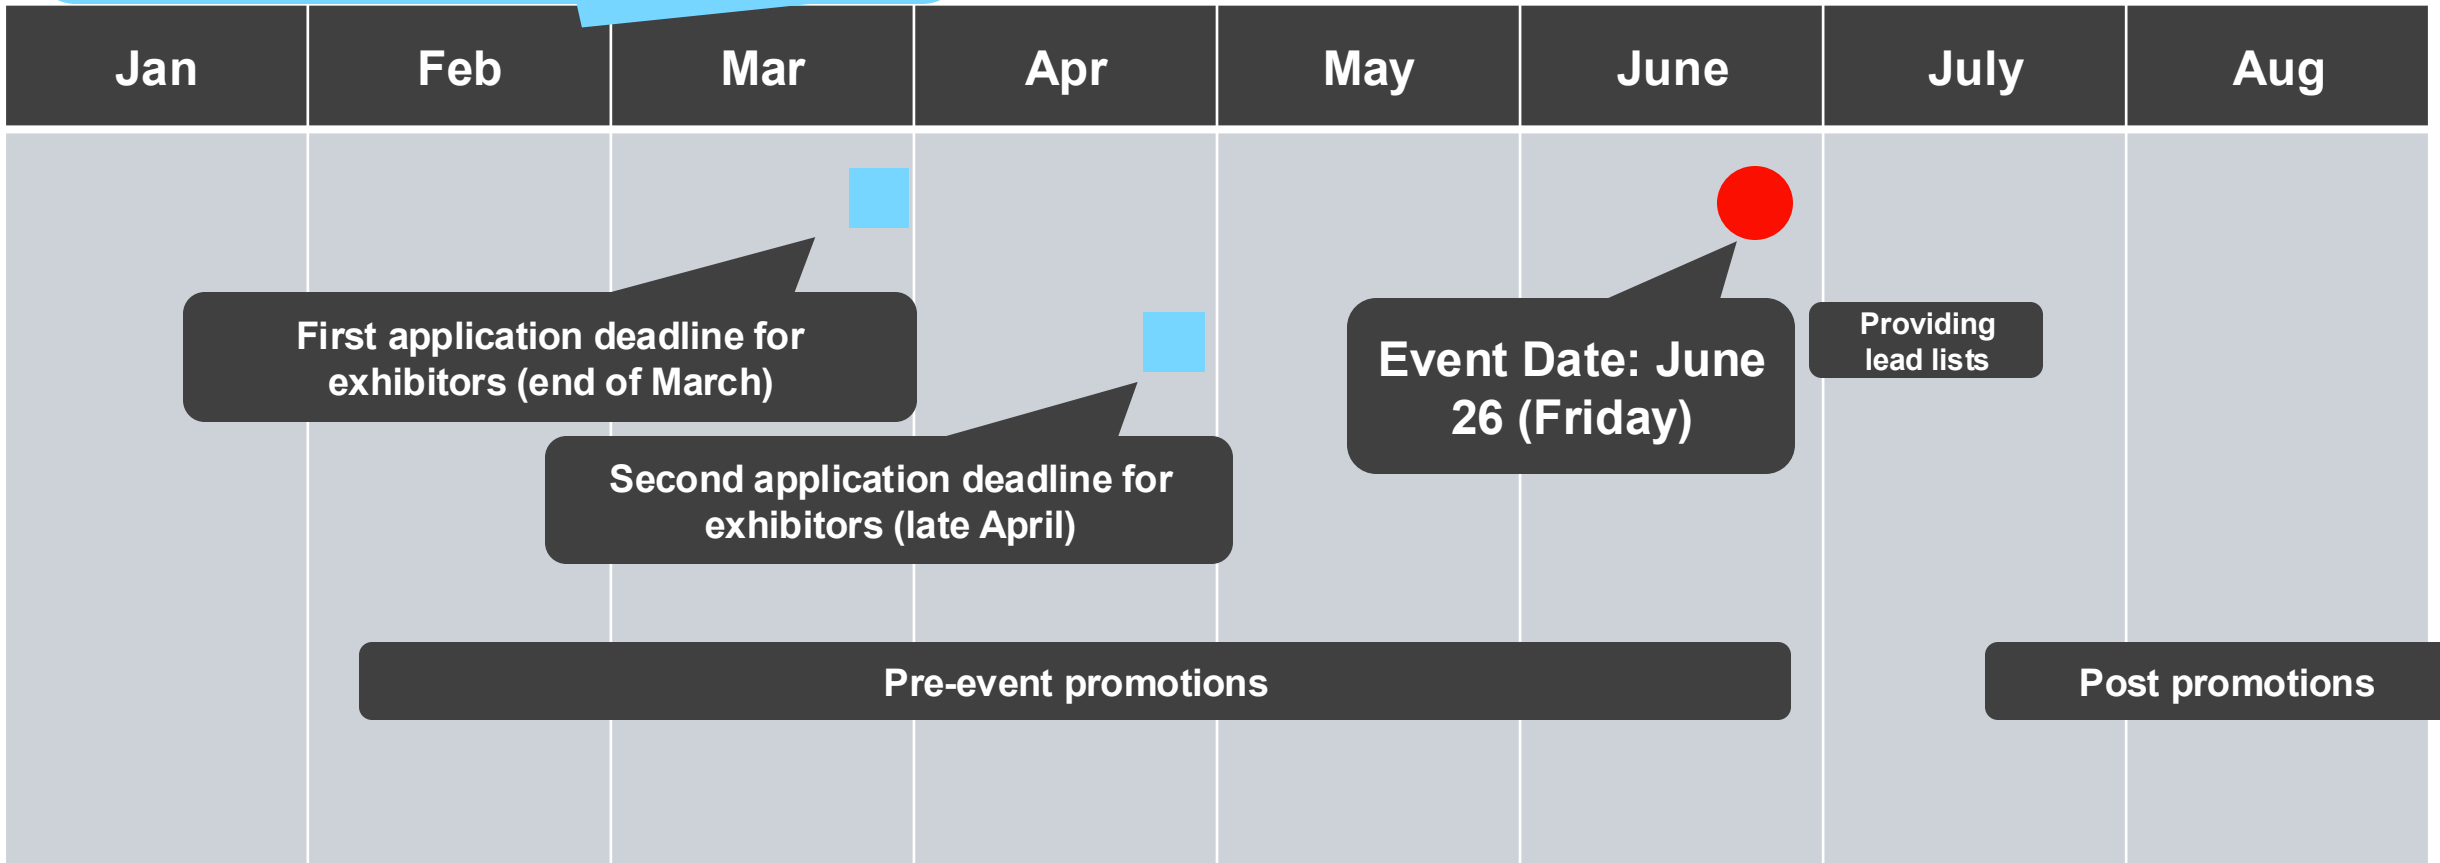 Jan Feb Mar Apr May June July Aug
First application deadline for
exhibitors (end of March)
Second application deadline for
exhibitors (late April)
Event Date: June
26 (Friday)
Providing
lead lists
Pre-event promotions
Post promotions